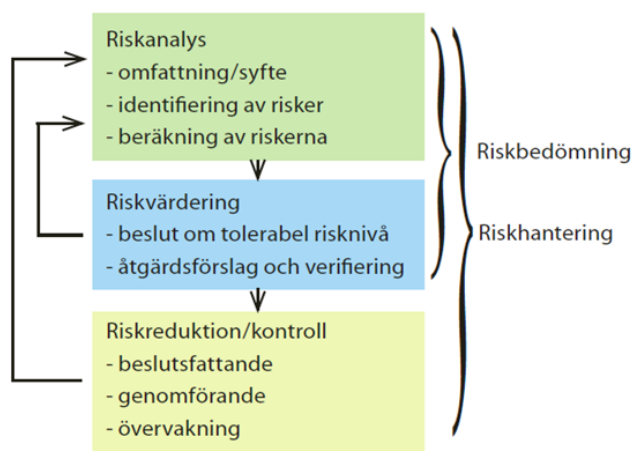 Riskanalys
- omfattning/syfte
- identifiering av risker
- beräkning av riskerna
Riskvärdering
- beslut om tolerabel risknivå
- åtgärdsförslag och verifiering
Riskreduktion/kontroll
- beslutsfattande
- genomförande
- övervakning
Riskbedömning
Riskhantering